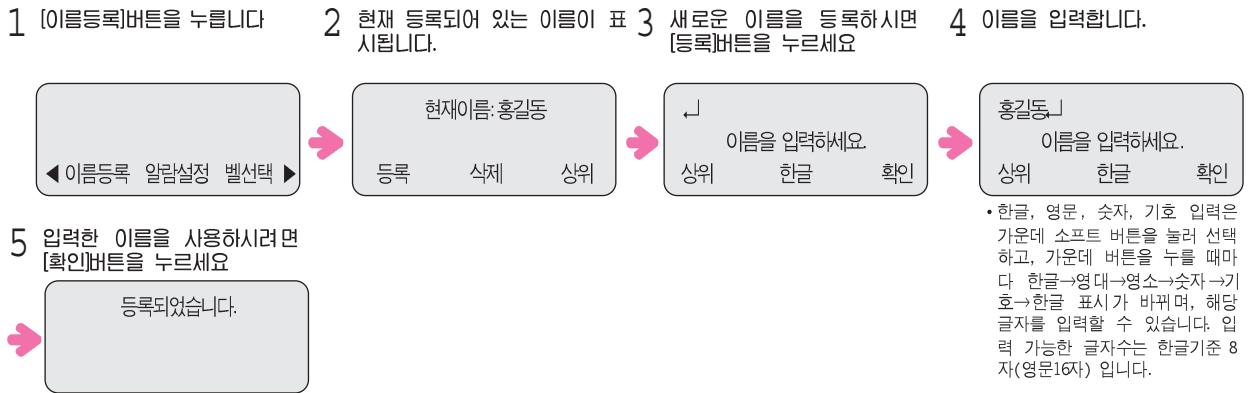 1 [이름등록]버튼을 누릅니다
2 현재 등록되어 있는 이름이 표
시됩니다.
3 새로운 이름을 등록하시면
[등록]버튼을 누르세요
4 이름을 입력합니다.
◀ 이름등록 알람설정 벨선택 ▶
현재이름: 홍길동
등록 삭제 상위
↲
이름을 입력하세요.
상위 한글 확인
홍길동↲
이름을 입력하세요.
상위 한글 확인
• 한글, 영문, 숫자, 기호 입력은
가운데 소프트 버튼을 눌러 선택
하고, 가운데 버튼을 누를 때마
다 한글→영대→영소→숫자→기
호→한글 표시가 바뀌며, 해당
글자를 입력할 수 있습니다. 입
력 가능한 글자수는 한글기준 8
자(영문16자) 입니다.
5 입력한 이름을 사용하시려면
[확인]버튼을 누르세요
등록되었습니다.